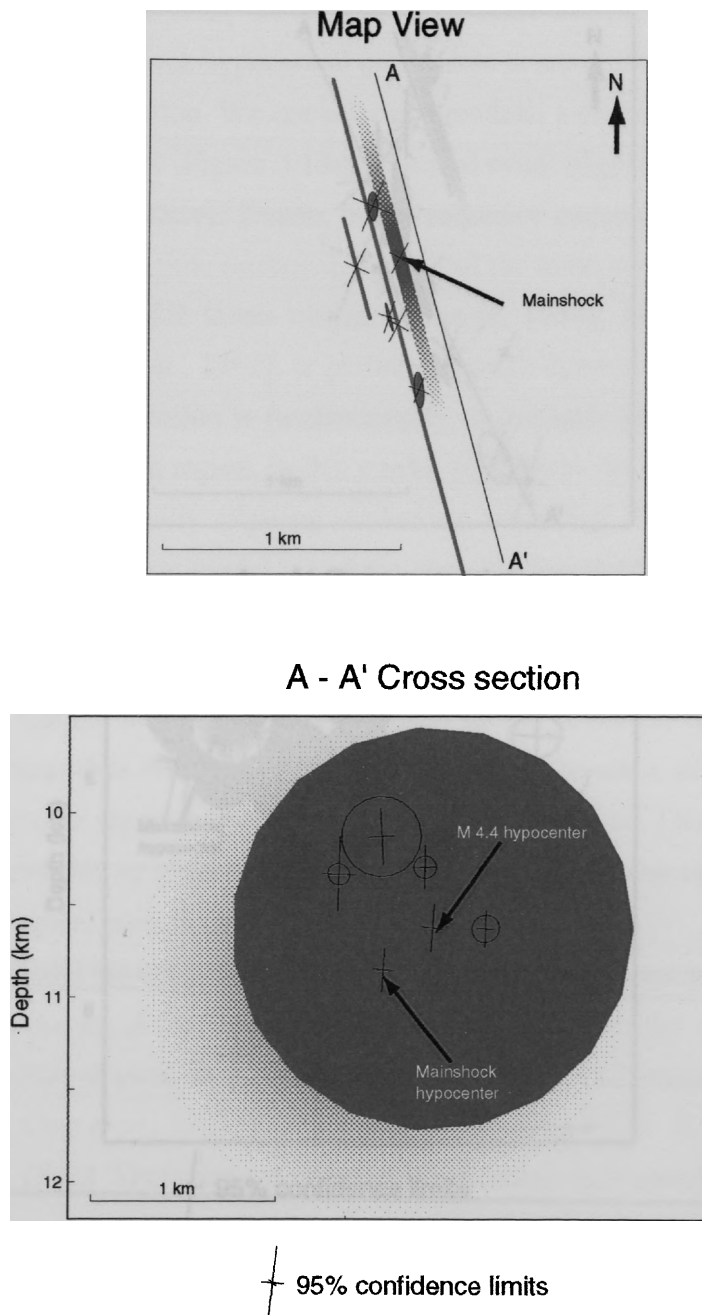 Map View
A
N
Mainshock
1 km
A'
A - A' Cross section
10
M 4.4 hypocenter
Depth (km)
11
Mainshock
hypocenter
12
1 km
95% confidence limits